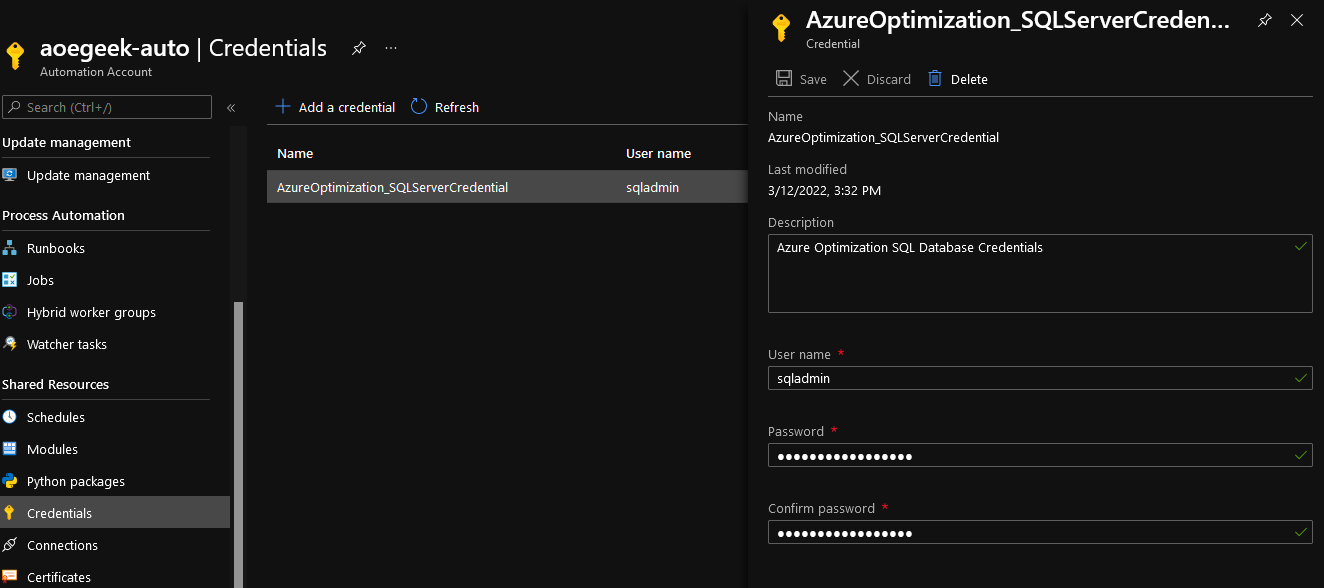 aoegeek-auto | Credentials
Automation Account
Search (Ctrl+/)
Update management
Update management
Process Automation
Runbooks
Jobs
Hybrid worker groups
Watcher tasks
Shared Resources
Schedules
Modules
Python packages
Credentials
Connections
Certificates
Add a credential Refresh
Name User name
AzureOptimization_SQLServerCredential sqladmin
AzureOptimization_SQLServerCreden...
Credential
Save Discard Delete
Name
AzureOptimization_SQLServerCredential
Last modified
3/12/2022, 3:32 PM
Description
Azure Optimization SQL Database Credentials
User name *
sqladmin
Password *
●●●●●●●●●●●●●●●●●
Confirm password *
●●●●●●●●●●●●●●●●●